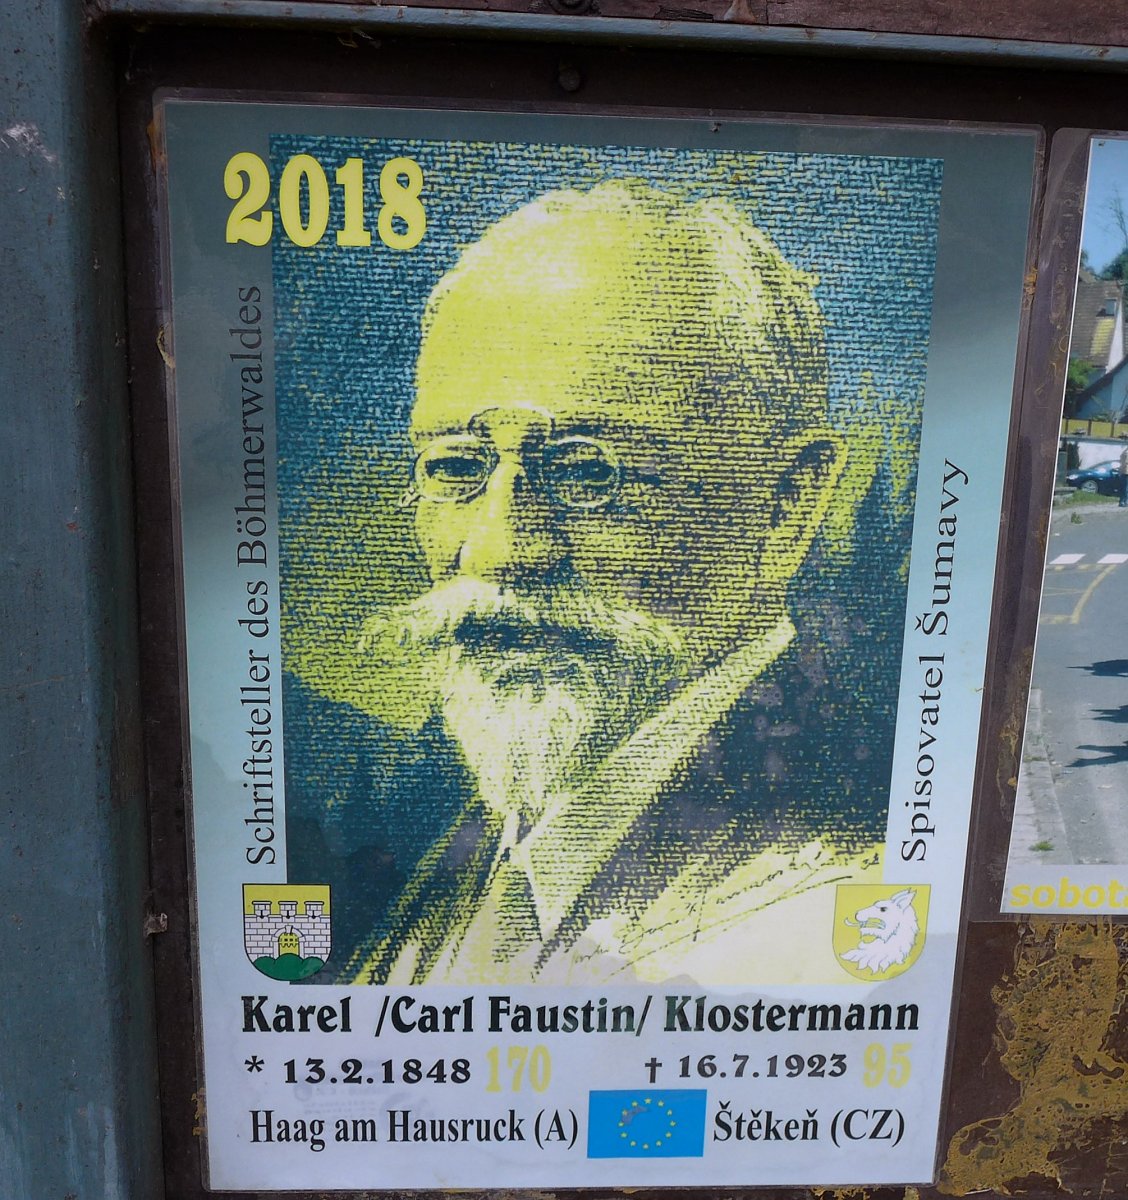 2018
Schriftsteller des Böhmerwaldes
Spisovatel Šumavy
Karel /Carl Faustin/ Klostermann
* 13.2.1848 170 † 16.7.1923 95
Haag am Hausruck (A) Štěkeň (CZ)